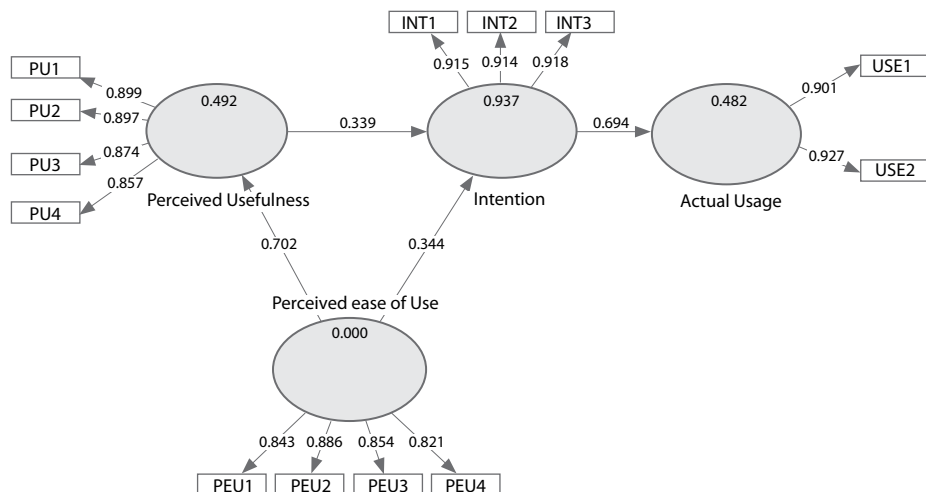 INT1 INT2 INT3
0.915 0.914 0.918
PU1
0.899
PU2
0.897
PU3
0.874
PU4
0.857
0.492
Perceived Usefulness
0.339
0.937
Intention
0.694
0.482
Actual Usage
USE1
0.901
USE2
0.927
0.702
0.344
Perceived ease of Use
0.000
0.843 0.886 0.854 0.821
PEU1 PEU2 PEU3 PEU4